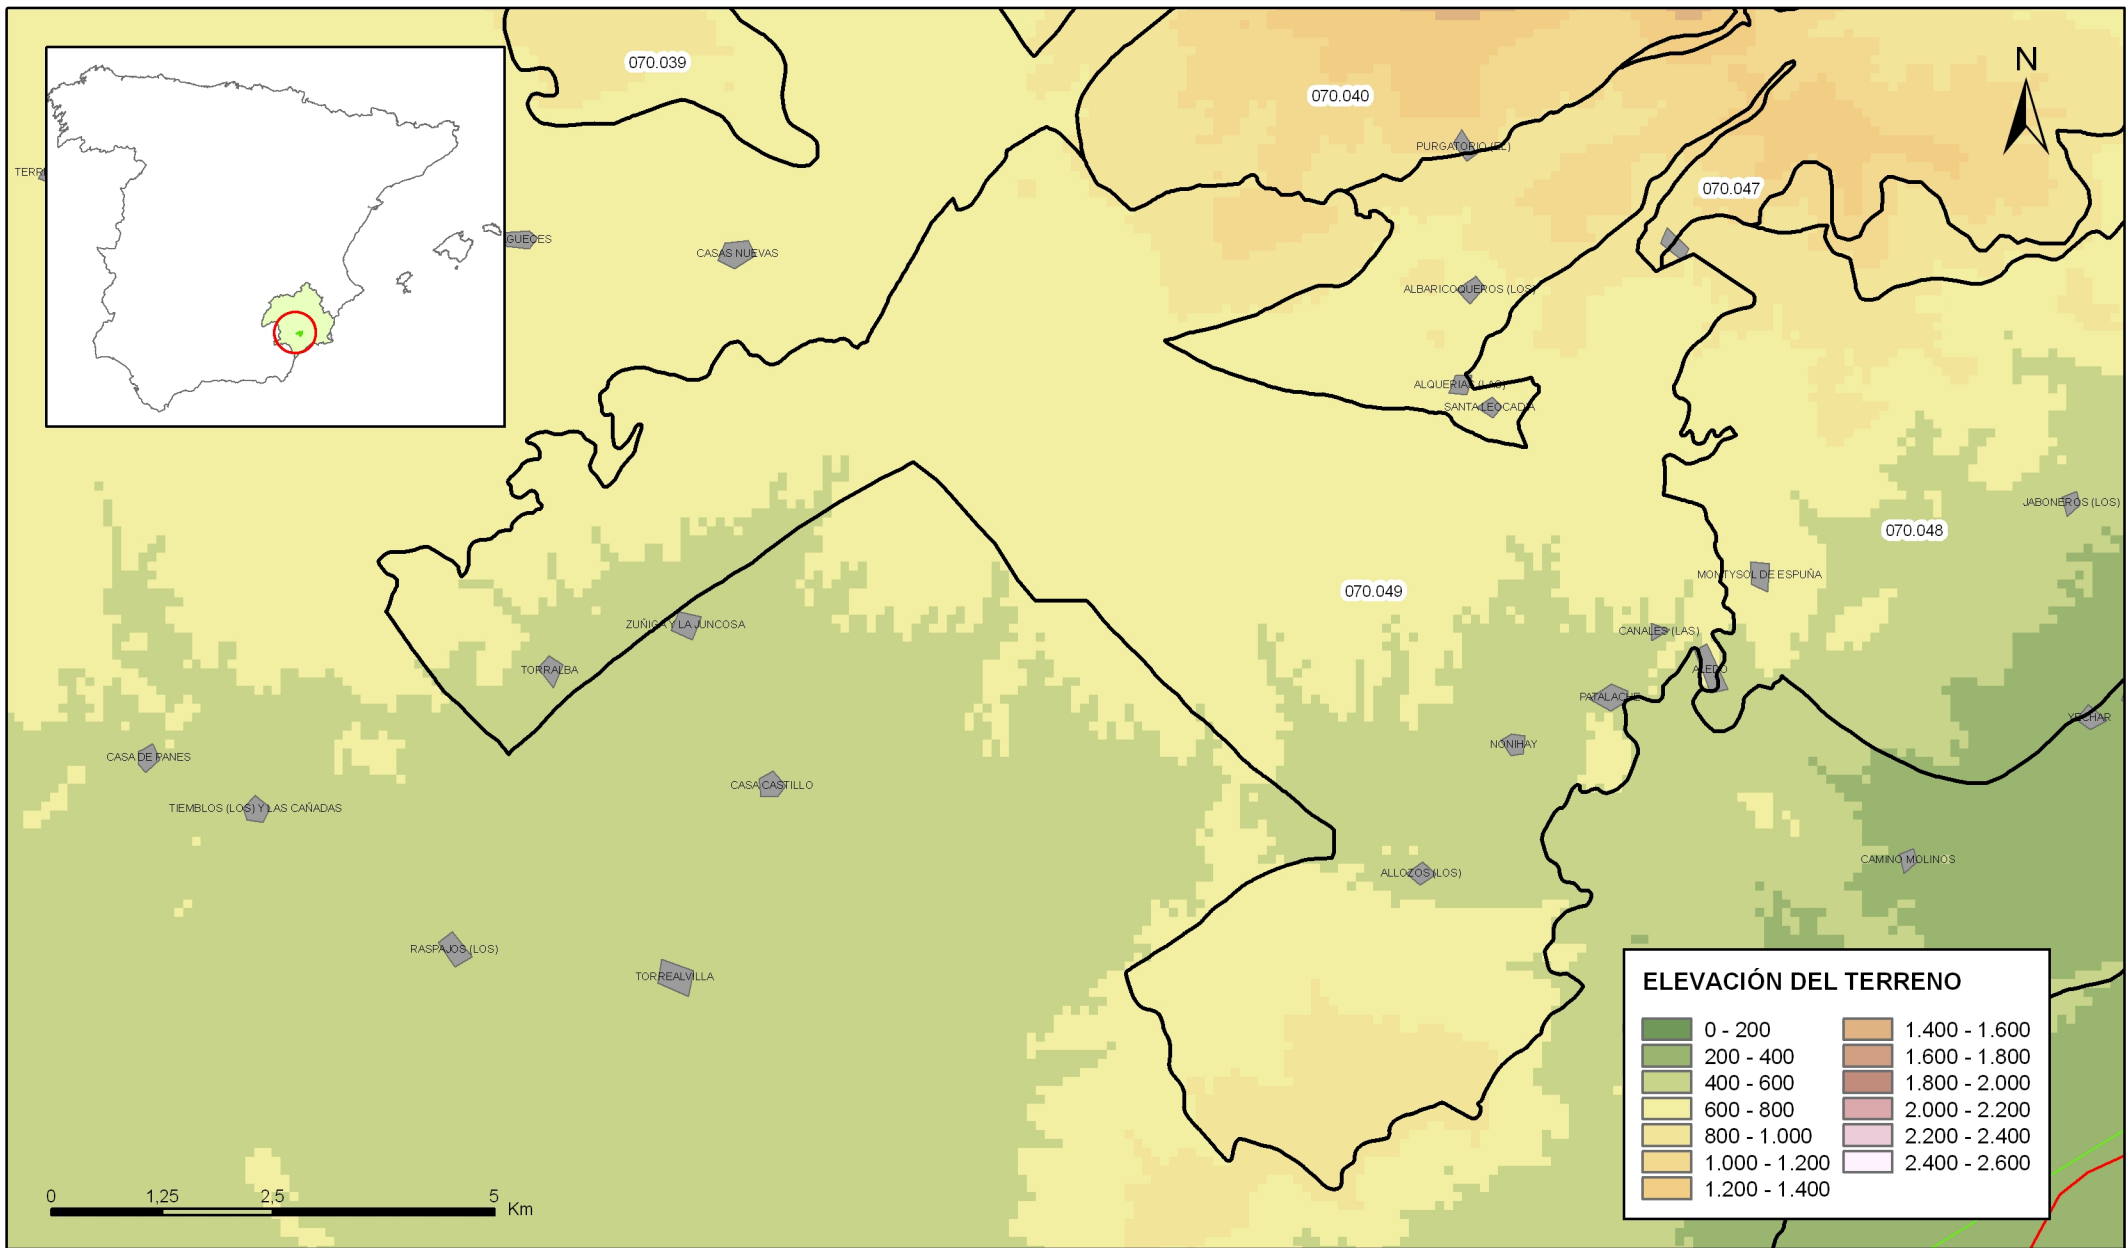 070.039
070.040
N
PURGATORIO (EL)
TERR
070.047
GUECES
CASAS NUEVAS
ALBARICOQUEROS (LOS)
ALQUERIAS (LAS)
SANTA LEOCADIA
JABONEROS (LOS)
070.048
MONTYSOL DE ESPUÑA
070.049
ZUÑIGA Y LA JUNCOSA
CANALES (LAS)
TORRALBA
ALEDO
PATALACHE
YECHAR
NONIHAY
CASA DE PANES
CASA CASTILLO
TIEMBLOS (LOS) Y LAS CAÑADAS
CAMINO MOLINOS
ALLOZOS (LOS)
RASPAJOS (LOS)
TORREALVILLA
ELEVACIÓN DEL TERRENO
0 - 200
200 - 400
400 - 600
600 - 800
800 - 1.000
1.000 - 1.200
1.200 - 1.400
1.400 - 1.600
1.600 - 1.800
1.800 - 2.000
2.000 - 2.200
2.200 - 2.400
2.400 - 2.600
0 1,25 2,5 5
Km